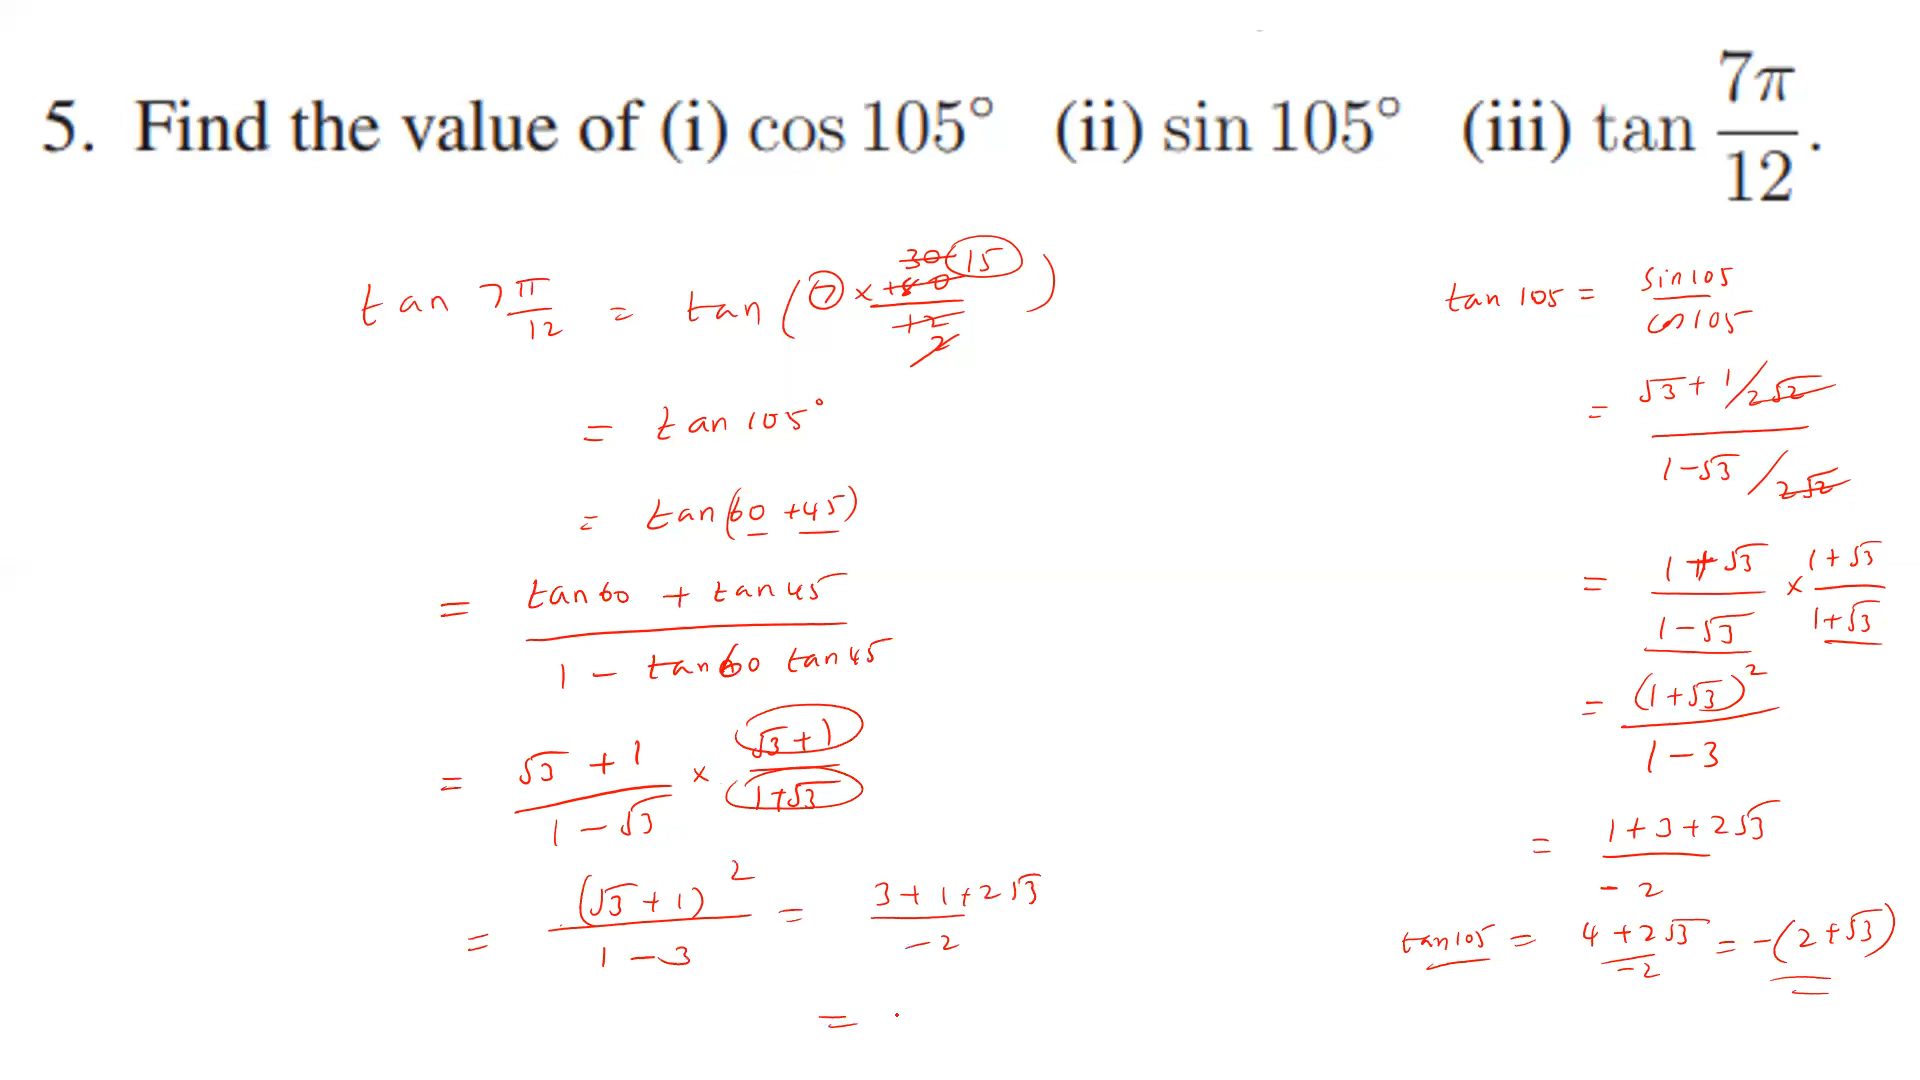 5. Find the value of (i) cos 105° (ii) sin 105° (iii) tan 7π/12.
tan 7π/12 = tan (7 × 180/12) 30 15 2
= tan 105°
= tan(60 + 45)
= (tan 60 + tan 45)/(1 - tan 60 tan 45)
= (√3 + 1)/(1 - √3) × (√3 + 1)/(1 + √3)
= (√3 + 1)²/(1 - 3) = (3 + 1 + 2√3)/-2
=
tan 105 = sin 105/cos 105
= (√3 + 1/2√2)/(1 - √3/2√2)
= (1 + √3)/(1 - √3) × (1 + √3)/(1 + √3)
= (1 + √3)²/(1 - 3)
= (1 + 3 + 2√3)/-2
tan 105 = (4 + 2√3)/-2 = -(2 + √3)